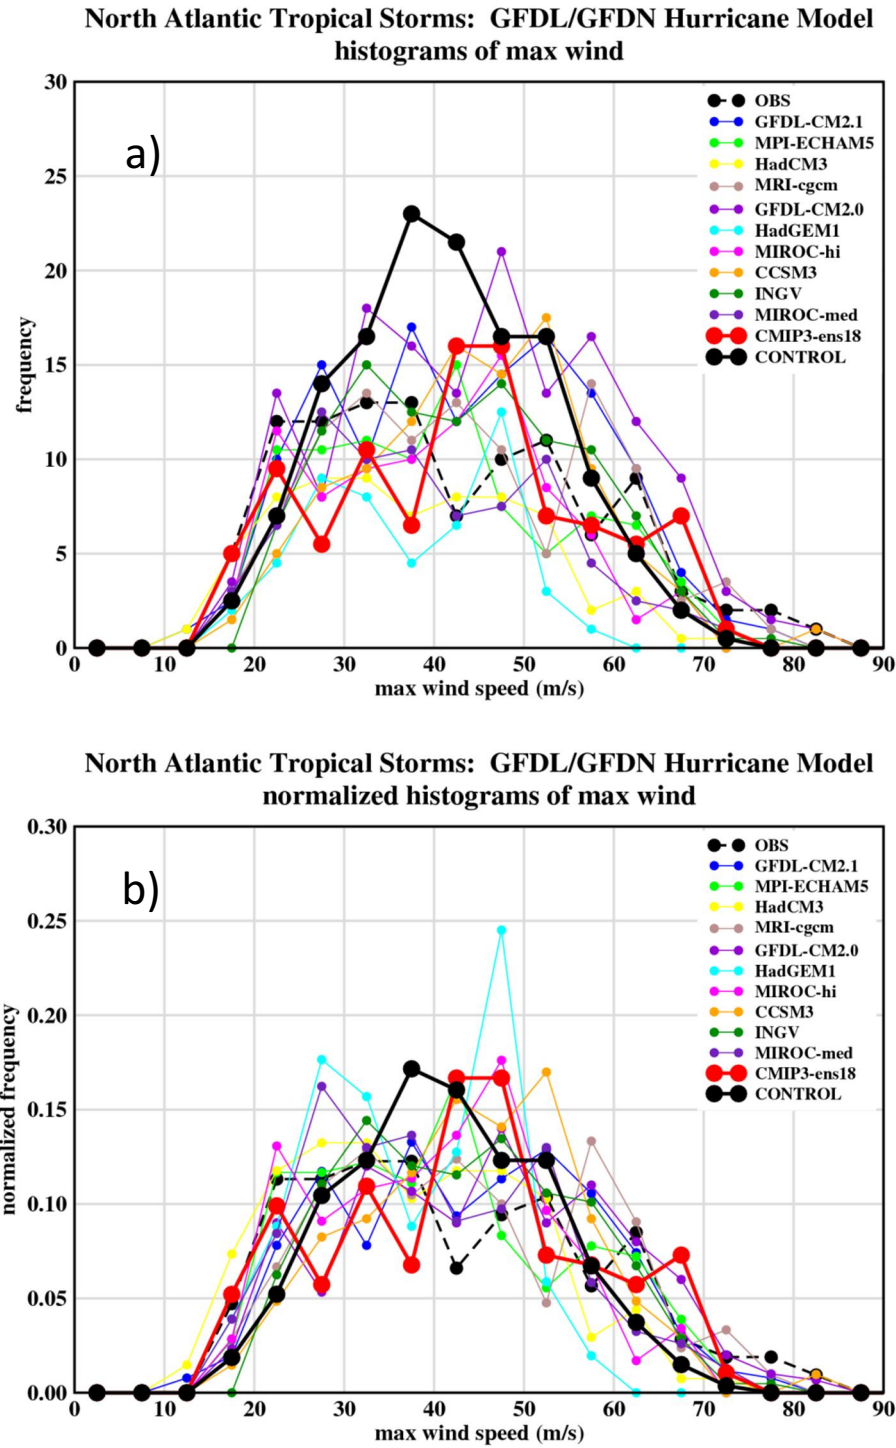 North Atlantic Tropical Storms: GFDL/GFDN Hurricane Model
histograms of max wind
30
25
20
15
10
5
0
frequency
a)
OBS
GFDL-CM2.1
MPI-ECHAM5
HadCM3
MRI-cgcm
GFDL-CM2.0
HadGEM1
MIROC-hi
CCSM3
INGV
MIROC-med
CMIP3-ens18
CONTROL
0 10 20 30 40 50 60 70 80 90
max wind speed (m/s)
North Atlantic Tropical Storms: GFDL/GFDN Hurricane Model
normalized histograms of max wind
0.30
0.25
0.20
0.15
0.10
0.05
0.00
normalized frequency
b)
OBS
GFDL-CM2.1
MPI-ECHAM5
HadCM3
MRI-cgcm
GFDL-CM2.0
HadGEM1
MIROC-hi
CCSM3
INGV
MIROC-med
CMIP3-ens18
CONTROL
0 10 20 30 40 50 60 70 80 90
max wind speed (m/s)